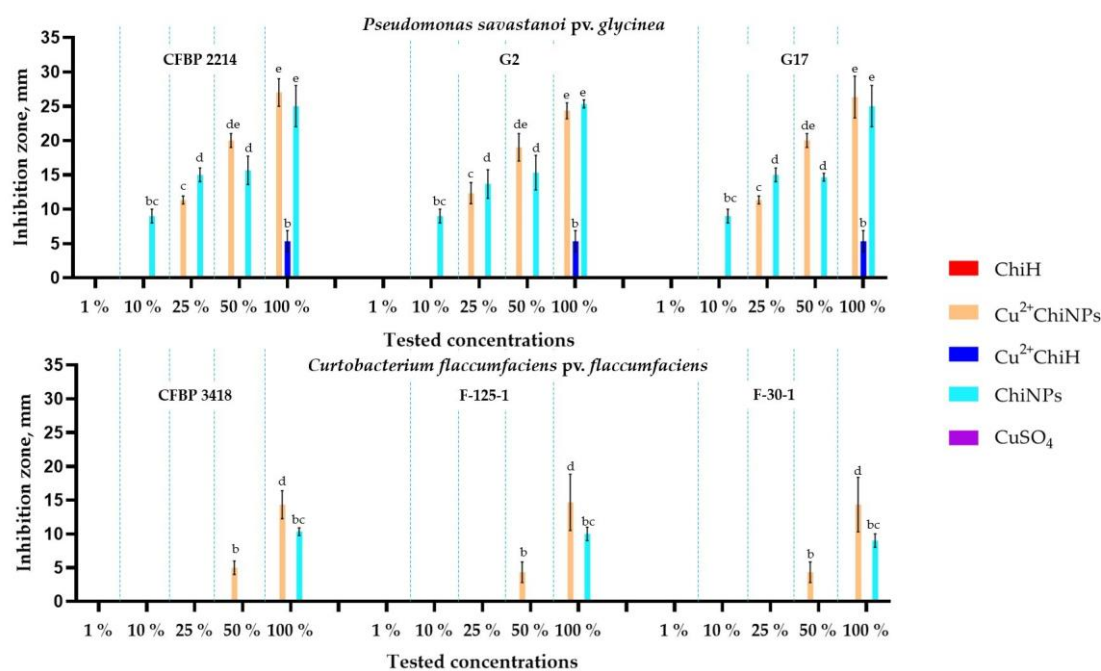 Pseudomonas savastanoi pv. glycinea
35
30
25
20
15
10
5
0
Inhibition zone, mm
CFBP 2214
G2
G17
bc
c
d
de
d
e
b
e
bc
c
d
de
d
e
b
e
bc
c
d
de
d
e
b
e
1 % 10 % 25 % 50 % 100 % 1 % 10 % 25 % 50 % 100 % 1 % 10 % 25 % 50 % 100 %
Tested concentrations
Curtobacterium flaccumfaciens pv. flaccumfaciens
35
30
25
20
15
10
5
0
Inhibition zone, mm
CFBP 3418
F-125-1
F-30-1
b
d
bc
b
d
bc
b
d
bc
1 % 10 % 25 % 50 % 100 % 1 % 10 % 25 % 50 % 100 % 1 % 10 % 25 % 50 % 100 %
Tested concentrations
ChiH
Cu²⁺ChiNPs
Cu²⁺ChiH
ChiNPs
CuSO₄